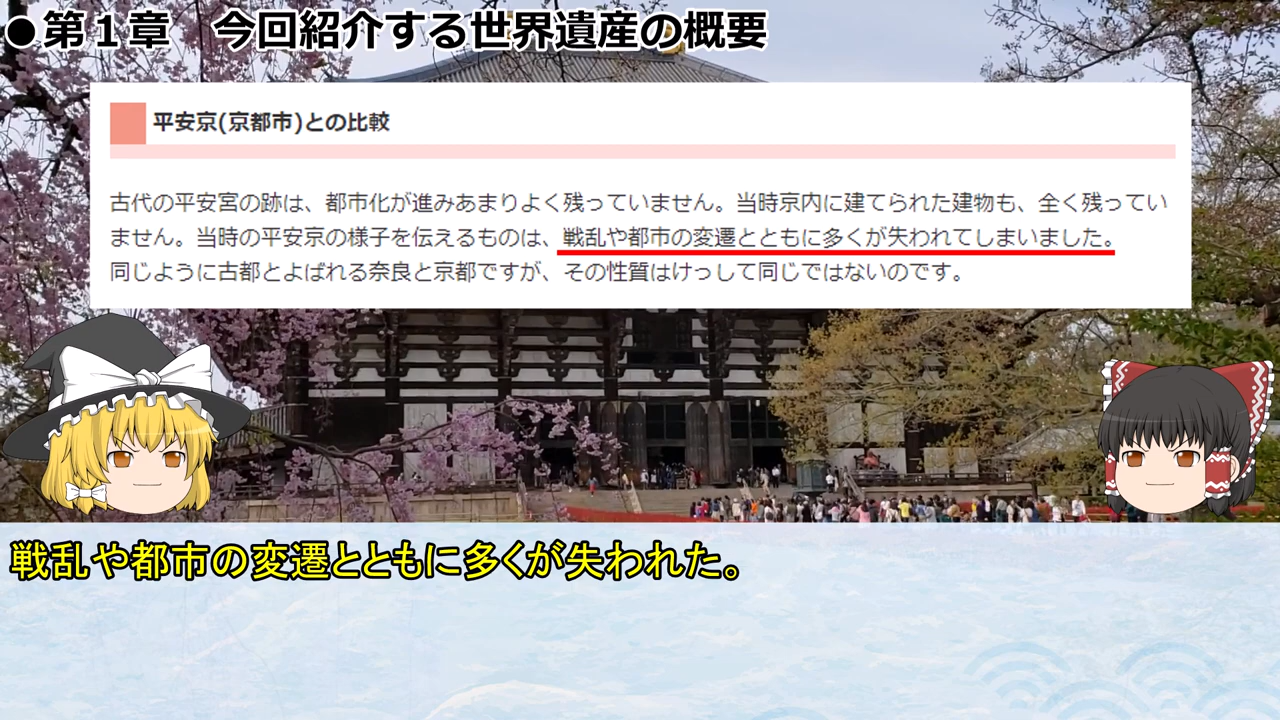 ●第１章　今回紹介する世界遺産の概要
平安京(京都市)との比較
古代の平安宮の跡は、都市化が進みあまりよく残っていません。当時京内に建てられた建物も、全く残ってい
ません。当時の平安京の様子を伝えるものは、戦乱や都市の変遷とともに多くが失われてしまいました。
同じように古都とよばれる奈良と京都ですが、その性質はけっして同じではないのです。
戦乱や都市の変遷とともに多くが失われた。